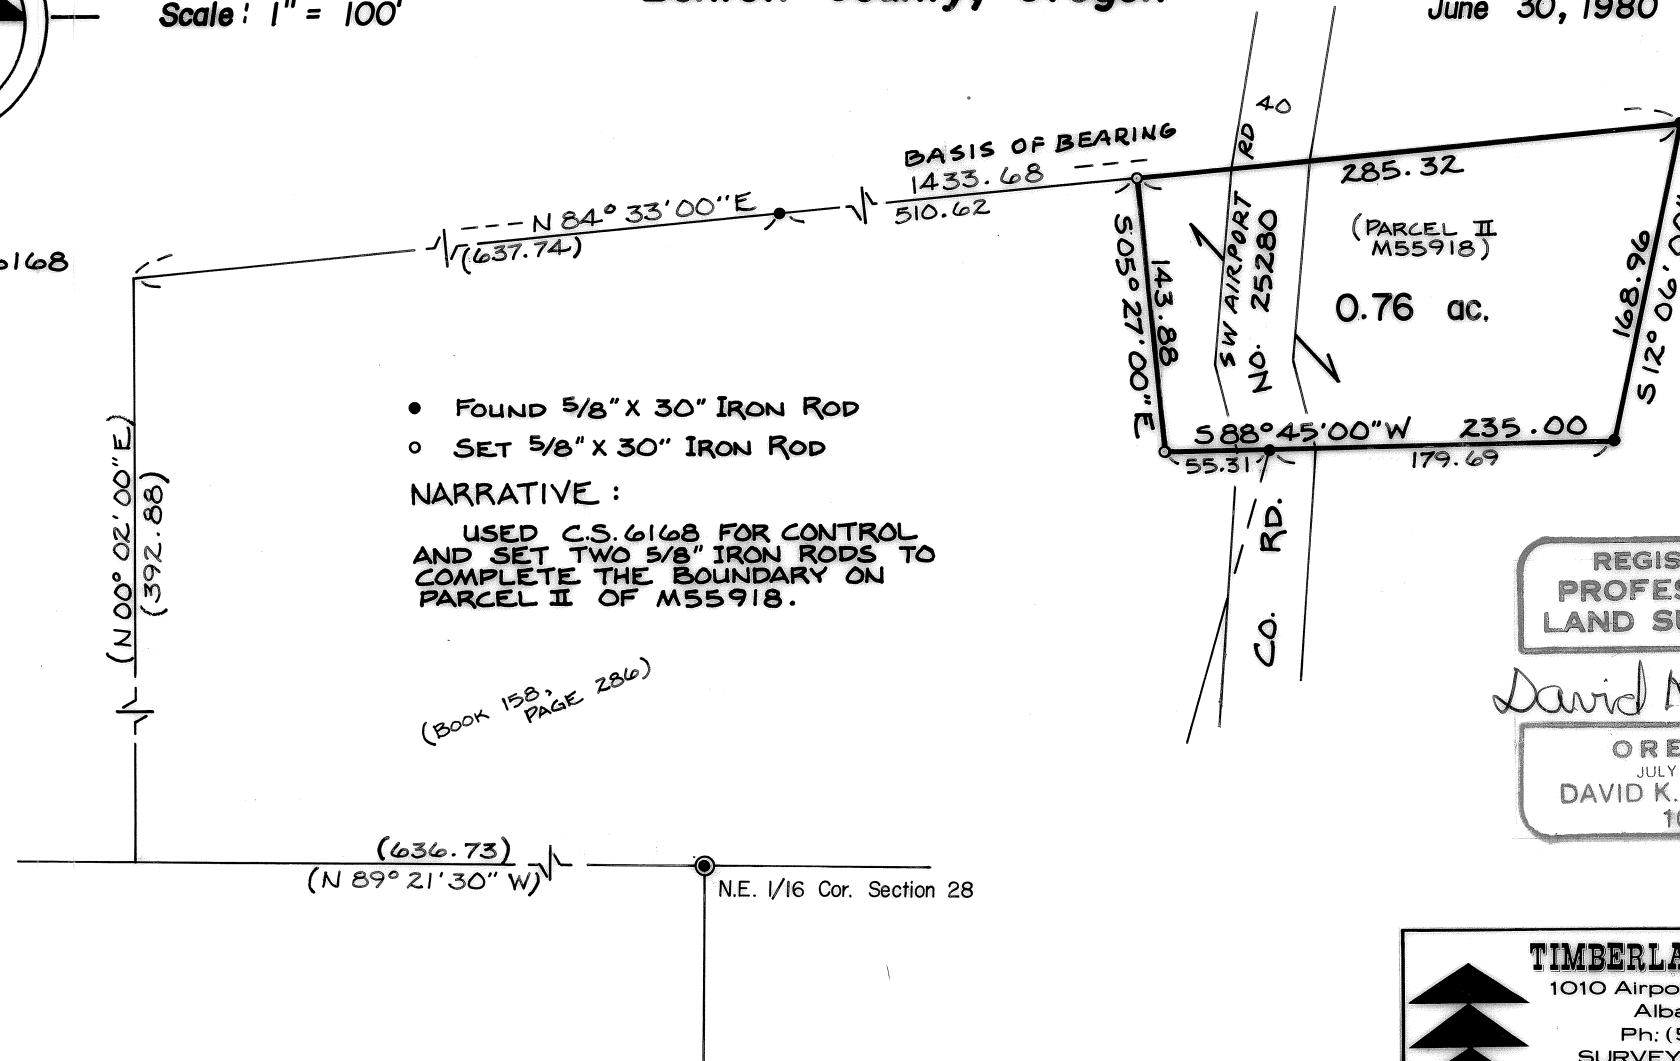 Scale: 1" = 100'
County, Oregon
June 30, 1980
6168
BASIS OF BEARING
1433.68
N 84° 33' 00" E
(637.74)
510.62
285.32
SW AIRPORT RD 40
NO. 25280
(PARCEL II
M55918)
0.76 ac.
S 05° 27' 00" E
143.88
168.96
S 12° 06' 00"
S 88° 45' 00" W
235.00
55.31
179.69
CO. RD.
(N 00° 02' 00" E)
(392.88)
FOUND 5/8" X 30" IRON ROD
SET 5/8" X 30" IRON ROD
NARRATIVE :
USED C.S. 6168 FOR CONTROL
AND SET TWO 5/8" IRON RODS TO
COMPLETE THE BOUNDARY ON
PARCEL II OF M55918.
(BOOK 158,
PAGE 286)
(636.73)
(N 89° 21' 30" W)
N.E. 1/16 Cor. Section 28
REGIS
PROFES
LAND SU
David
ORE
JULY
DAVID K.
TIMBERLA
1010 Airpo
Alba
Ph: (5
SURVEY